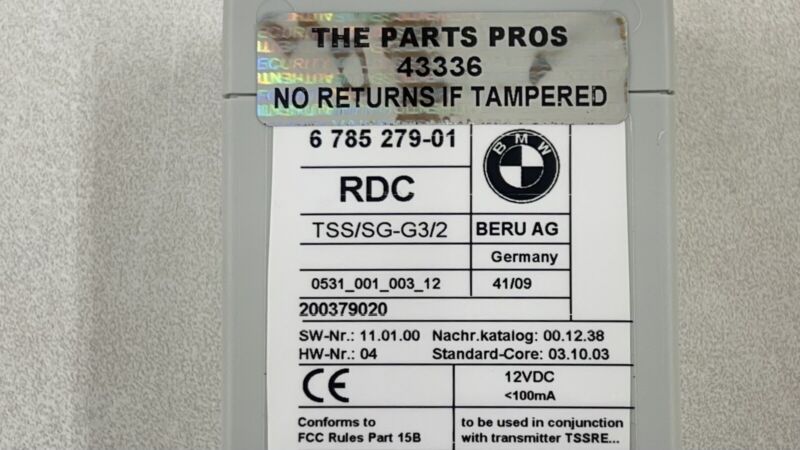 THE PARTS PROS
43336
NO RETURNS IF TAMPERED
6 785 279-01
BMW
RDC
TSS/SG-G3/2
BERU AG
Germany
0531_001_003_12
41/09
200379020
SW-Nr.: 11.01.00 Nachr.katalog: 00.12.38
HW-Nr.: 04 Standard-Core: 03.10.03
CE
12VDC
<100mA
Conforms to
FCC Rules Part 15B
to be used in conjunction
with transmitter TSSRE...